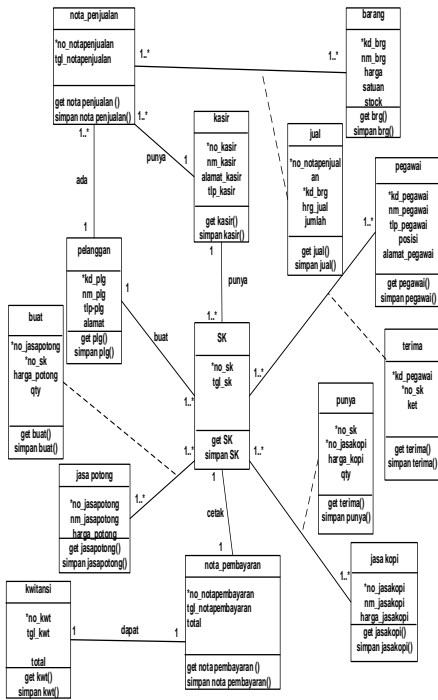 nota_penjualan
*no_notapenjualan
tgl_notapenjualan
get nota penjualan ()
simpan nota penjualan()
1..*
1..*
barang
*kd_brg
nm_brg
harga
satuan
stock
get brg()
simpan brg()
1..*
1..*
punya
1
kasir
*no_kasir
nm_kasir
alamat_kasir
tlp_kasir
get kasir()
simpan kasir()
jual
*no_notapenjual
an
*kd_brg
hrg_jual
jumlah
get jual()
simpan jual()
pegawai
*kd_pegawai
nm_pegawai
tlp_pegawai
posisi
alamat_pegawai
get pegawai()
simpan pegawai()
1..*
ada
1
pelanggan
*kd_plg
nm_plg
tlp-plg
alamat
get plg()
simpan plg()
1
1
punya
1..*
buat
buat
*no_jasapotong
*no_sk
harga_potong
qty
get buat()
simpan buat()
SK
*no_sk
tgl_sk
get SK
simpan SK
1..*
1..*
1..*
1..*
terima
*kd_pegawai
*no_sk
ket
get terima()
simpan terima()
punya
*no_sk
*no_jasakopi
harga_kopi
qty
get terima()
simpan punya()
jasa potong
*no_jasapotong
nm_jasapotong
harga_potong
get jasapotong()
simpan jasapotong()
1..*
1
cetak
1
nota_pembayaran
*no_notapembayaran
tgl_notapembayaran
total
get nota pembayaran ()
simpan nota pembayaran()
1..*
jasa kopi
*no_jasakopi
nm_jasakopi
harga_jasakopi
get jasakopi()
simpan jasakopi()
kwitansi
*no_kwt
tgl_kwt
total
get kwt()
simpan kwt()
1
dapat
1